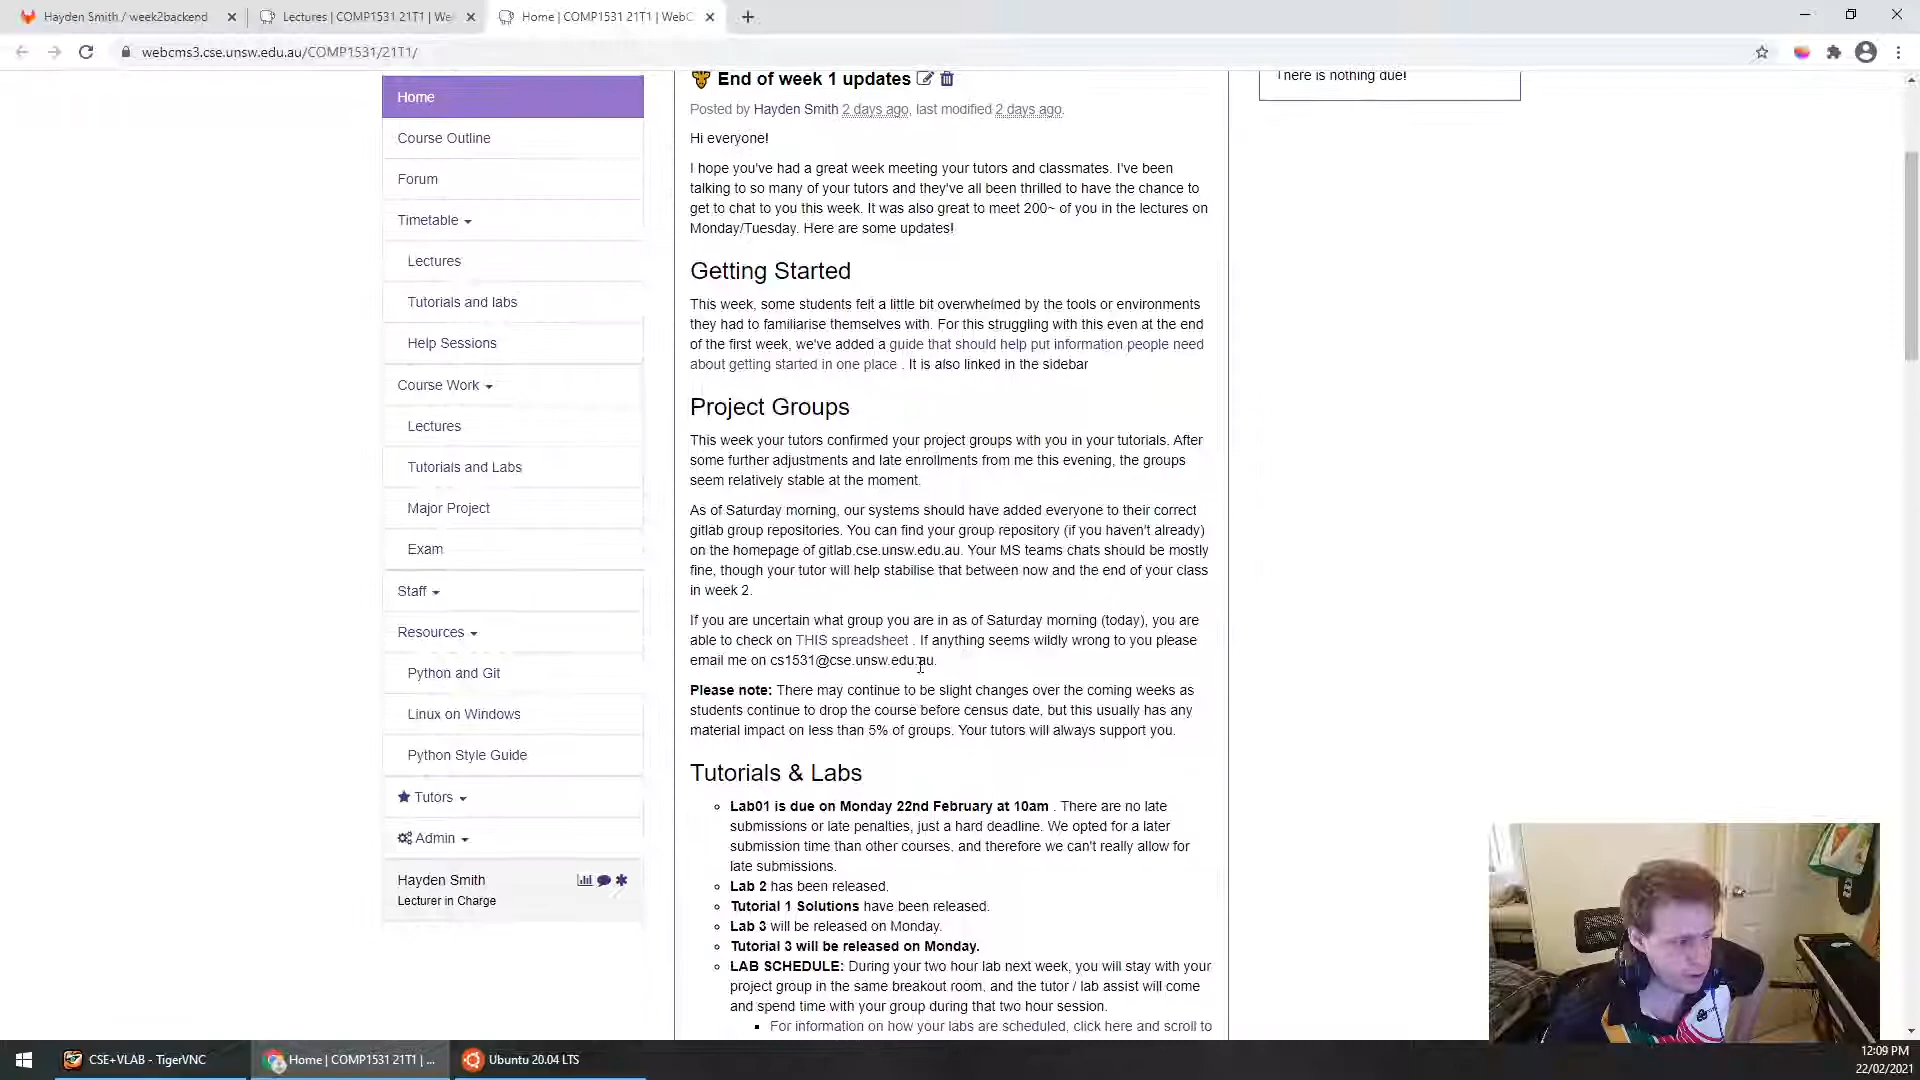 Hayden Smith / week2backend
Lectures | COMP1531 21T1 | We
Home | COMP1531 21T1 | WebC
webcms3.cse.unsw.edu.au/COMP1531/21T1/
Home
Course Outline
Forum
Timetable
Lectures
Tutorials and labs
Help Sessions
Course Work
Lectures
Tutorials and Labs
Major Project
Exam
Staff
Resources
Python and Git
Linux on Windows
Python Style Guide
Tutors
Admin
Hayden Smith
Lecturer in Charge
End of week 1 updates
Posted by Hayden Smith 2 days ago, last modified 2 days ago.
Hi everyone!
I hope you've had a great week meeting your tutors and classmates. I've been
talking to so many of your tutors and they've all been thrilled to have the chance to
get to chat to you this week. It was also great to meet 200~ of you in the lectures on
Monday/Tuesday. Here are some updates!
Getting Started
This week, some students felt a little bit overwhelmed by the tools or environments
they had to familiarise themselves with. For this struggling with this even at the end
of the first week, we've added a guide that should help put information people need
about getting started in one place . It is also linked in the sidebar
Project Groups
This week your tutors confirmed your project groups with you in your tutorials. After
some further adjustments and late enrollments from me this evening, the groups
seem relatively stable at the moment.
As of Saturday morning, our systems should have added everyone to their correct
gitlab group repositories. You can find your group repository (if you haven't already)
on the homepage of gitlab.cse.unsw.edu.au. Your MS teams chats should be mostly
fine, though your tutor will help stabilise that between now and the end of your class
in week 2.
If you are uncertain what group you are in as of Saturday morning (today), you are
able to check on THIS spreadsheet . If anything seems wildly wrong to you please
email me on cs1531@cse.unsw.edu.au.
Please note: There may continue to be slight changes over the coming weeks as
students continue to drop the course before census date, but this usually has any
material impact on less than 5% of groups. Your tutors will always support you.
Tutorials & Labs
Lab01 is due on Monday 22nd February at 10am . There are no late
submissions or late penalties, just a hard deadline. We opted for a later
submission time than other courses, and therefore we can't really allow for
late submissions.
Lab 2 has been released.
Tutorial 1 Solutions have been released.
Lab 3 will be released on Monday.
Tutorial 3 will be released on Monday.
LAB SCHEDULE: During your two hour lab next week, you will stay with your
project group in the same breakout room, and the tutor / lab assist will come
and spend time with your group during that two hour session.
For information on how your labs are scheduled, click here and scroll to
There is nothing due!
CSE+VLAB - TigerVNC
Home | COMP1531 21T1 | ...
Ubuntu 20.04 LTS
12:09 PM
22/02/2021